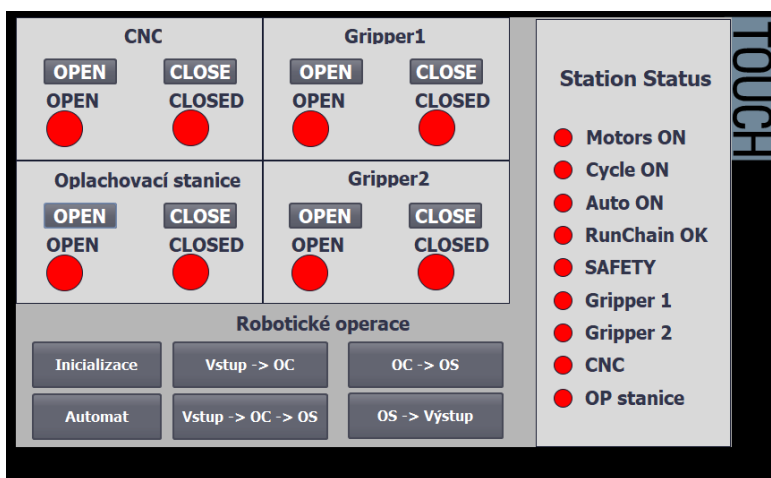 CNC
OPEN CLOSE
OPEN CLOSED
Gripper1
OPEN CLOSE
OPEN CLOSED
Oplachovací stanice
OPEN CLOSE
OPEN CLOSED
Gripper2
OPEN CLOSE
OPEN CLOSED
Robotické operace
Inicializace Vstup -> OC OC -> OS
Automat Vstup -> OC -> OS OS -> Výstup
Station Status
Motors ON
Cycle ON
Auto ON
RunChain OK
SAFETY
Gripper 1
Gripper 2
CNC
OP stanice
TOUCH